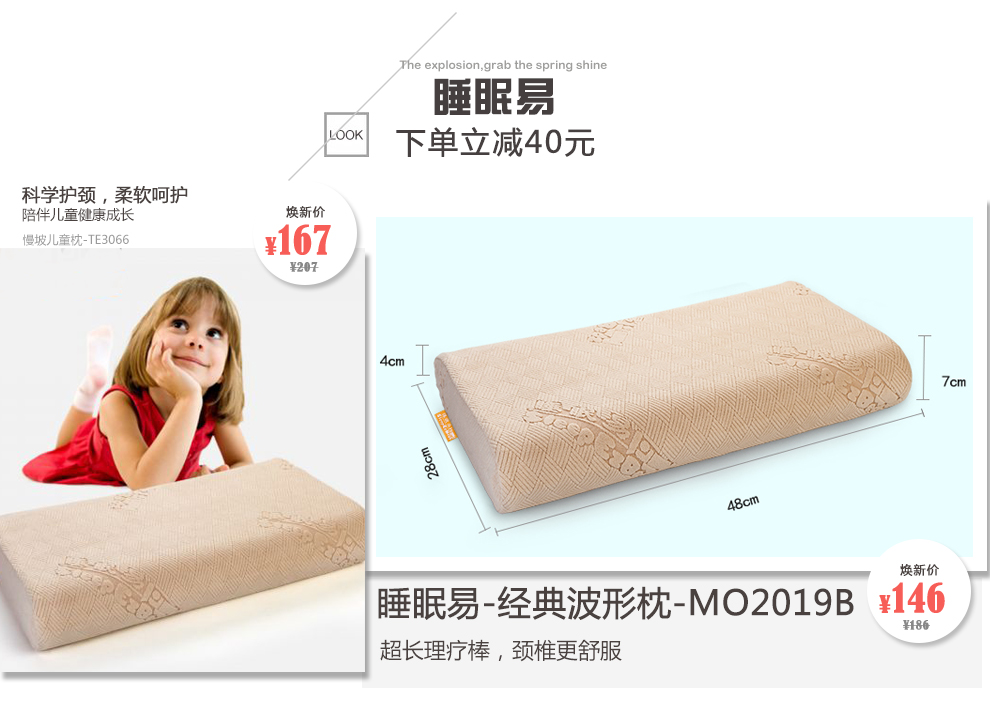 The explosion,grab the spring shine
睡眠易
LOOK
下单立减40元
科学护颈，柔软呵护
陪伴儿童健康成长
慢坡儿童枕-TE3066
焕新价
¥167
¥207
4cm
7cm
28cm
48cm
睡眠易-经典波形枕-MO2019B
超长理疗棒，颈椎更舒服
焕新价
¥146
¥186